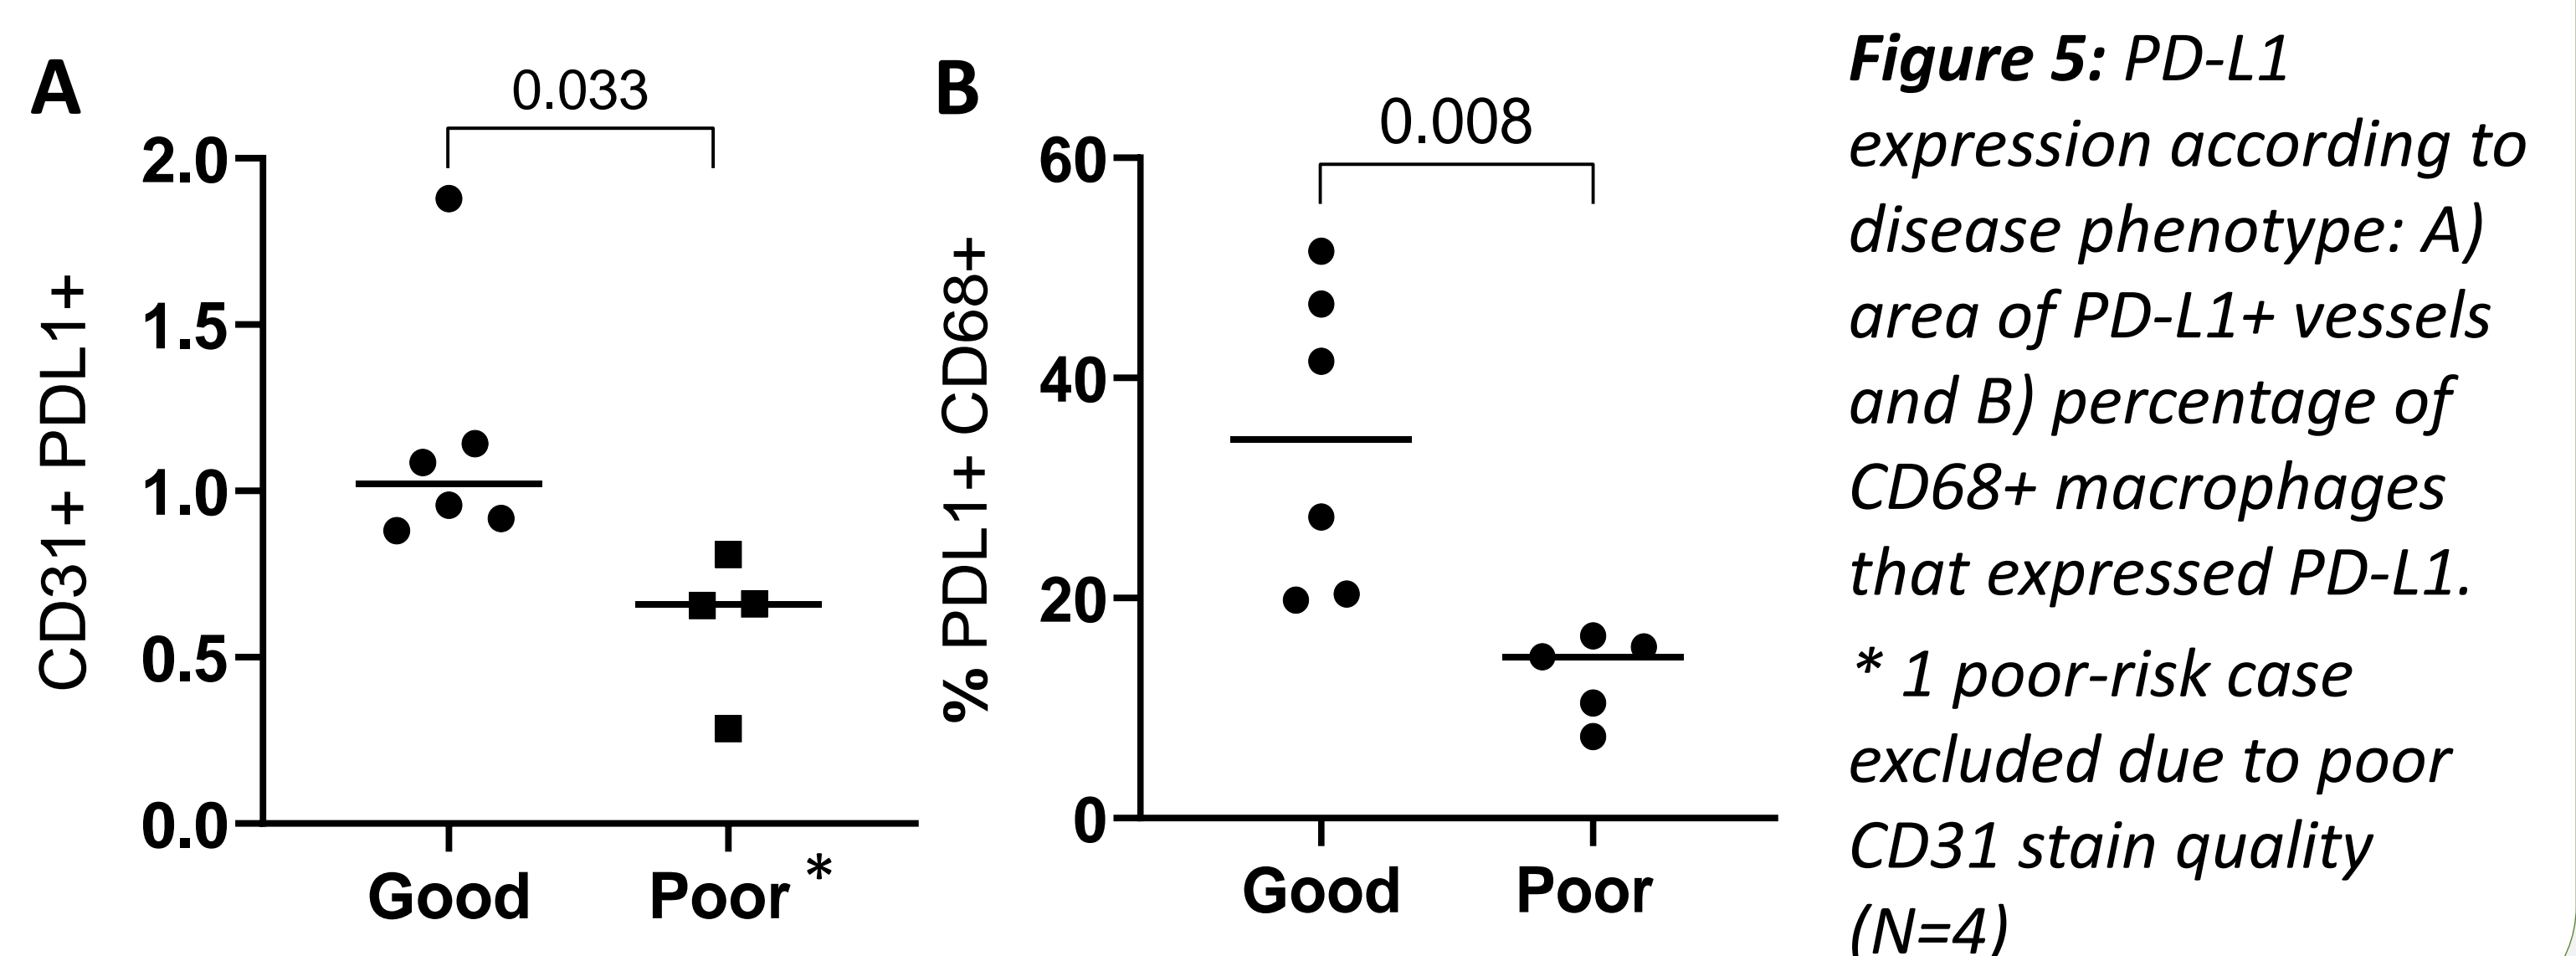 A
0.033
2.0
1.5
1.0
0.5
0.0
CD31+ PDL1+
Good
Poor *
B
0.008
60
40
20
0
% PDL1+ CD68+
Good
Poor
Figure 5: PD-L1
expression according to
disease phenotype: A)
area of PD-L1+ vessels
and B) percentage of
CD68+ macrophages
that expressed PD-L1.
* 1 poor-risk case
excluded due to poor
CD31 stain quality
(N=4)